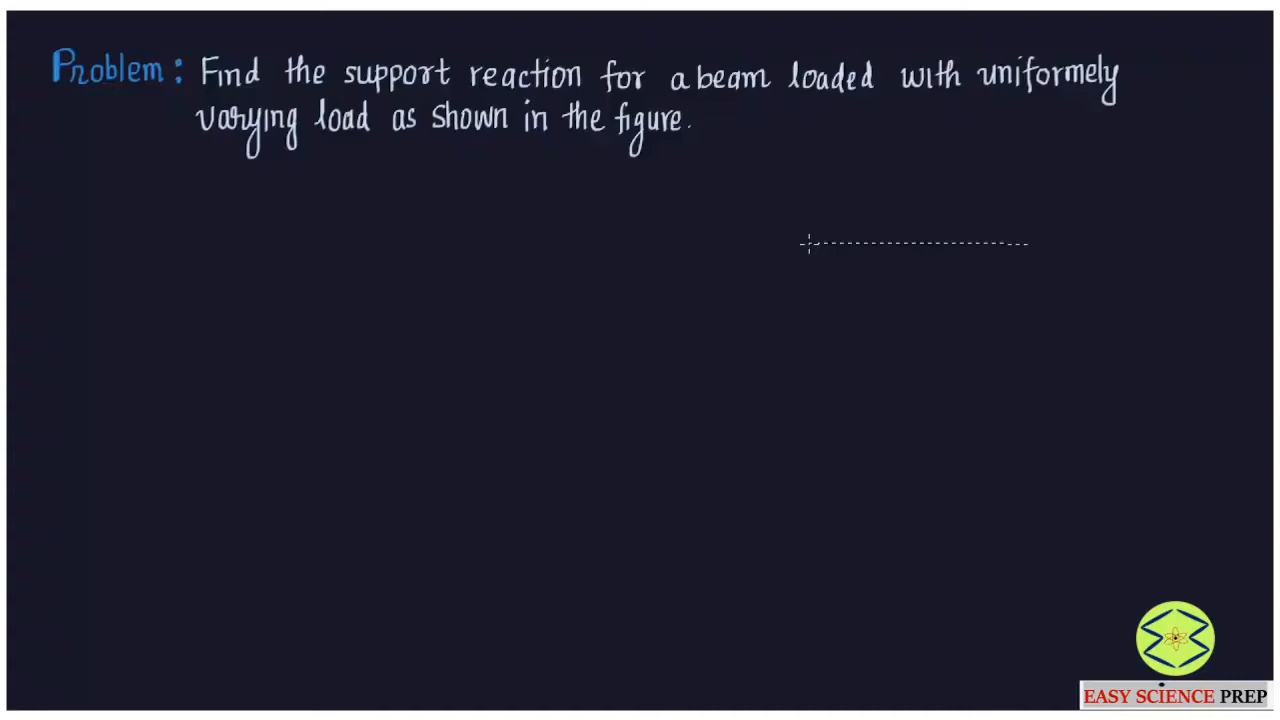 Problem: Find the support reaction for a beam loaded with uniformely
varying load as shown in the figure.
EASY SCIENCE PREP